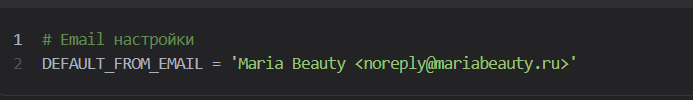 1 # Email настройки
2 DEFAULT_FROM_EMAIL = 'Maria Beauty <noreply@mariabeauty.ru>'